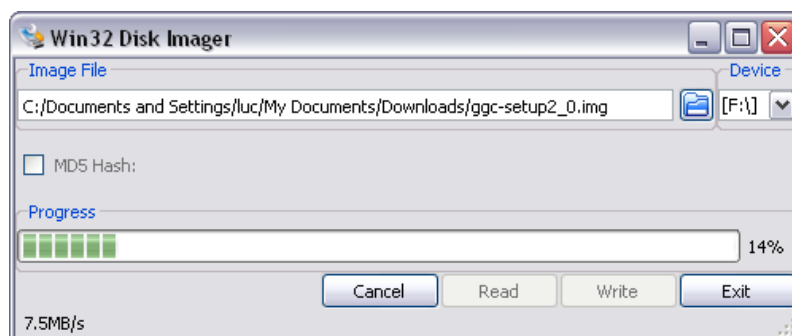 Win32 Disk Imager
Image File
Device
C:/Documents and Settings/luc/My Documents/Downloads/ggc-setup2_0.img
[F:\]
MD5 Hash:
Progress
14%
Cancel
Read
Write
Exit
7.5MB/s